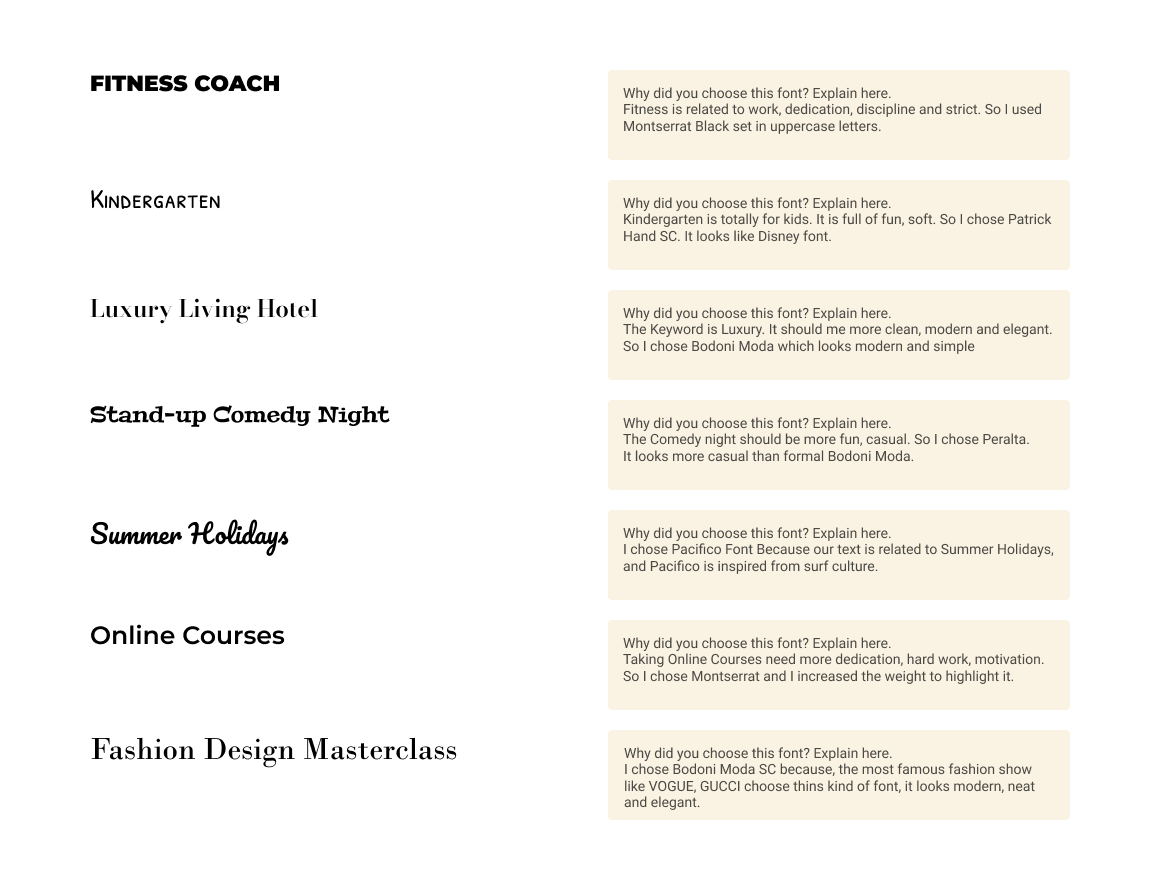 FITNESS COACH
Why did you choose this font? Explain here.
Fitness is related to work, dedication, discipline and strict. So I used
Montserrat Black set in uppercase letters.
Kindergarten
Why did you choose this font? Explain here.
Kindergarten is totally for kids. It is full of fun, soft. So I chose Patrick
Hand SC. It looks like Disney font.
Luxury Living Hotel
Why did you choose this font? Explain here.
The Keyword is Luxury. It should me more clean, modern and elegant.
So I chose Bodoni Moda which looks modern and simple
Stand-up Comedy Night
Why did you choose this font? Explain here.
The Comedy night should be more fun, casual. So I chose Peralta.
It looks more casual than formal Bodoni Moda.
Summer Holidays
Why did you choose this font? Explain here.
I chose Pacifico Font Because our text is related to Summer Holidays,
and Pacifico is inspired from surf culture.
Online Courses
Why did you choose this font? Explain here.
Taking Online Courses need more dedication, hard work, motivation.
So I chose Montserrat and I increased the weight to highlight it.
Fashion Design Masterclass
Why did you choose this font? Explain here.
I chose Bodoni Moda SC because, the most famous fashion show
like VOGUE, GUCCI choose thins kind of font, it looks modern, neat
and elegant.